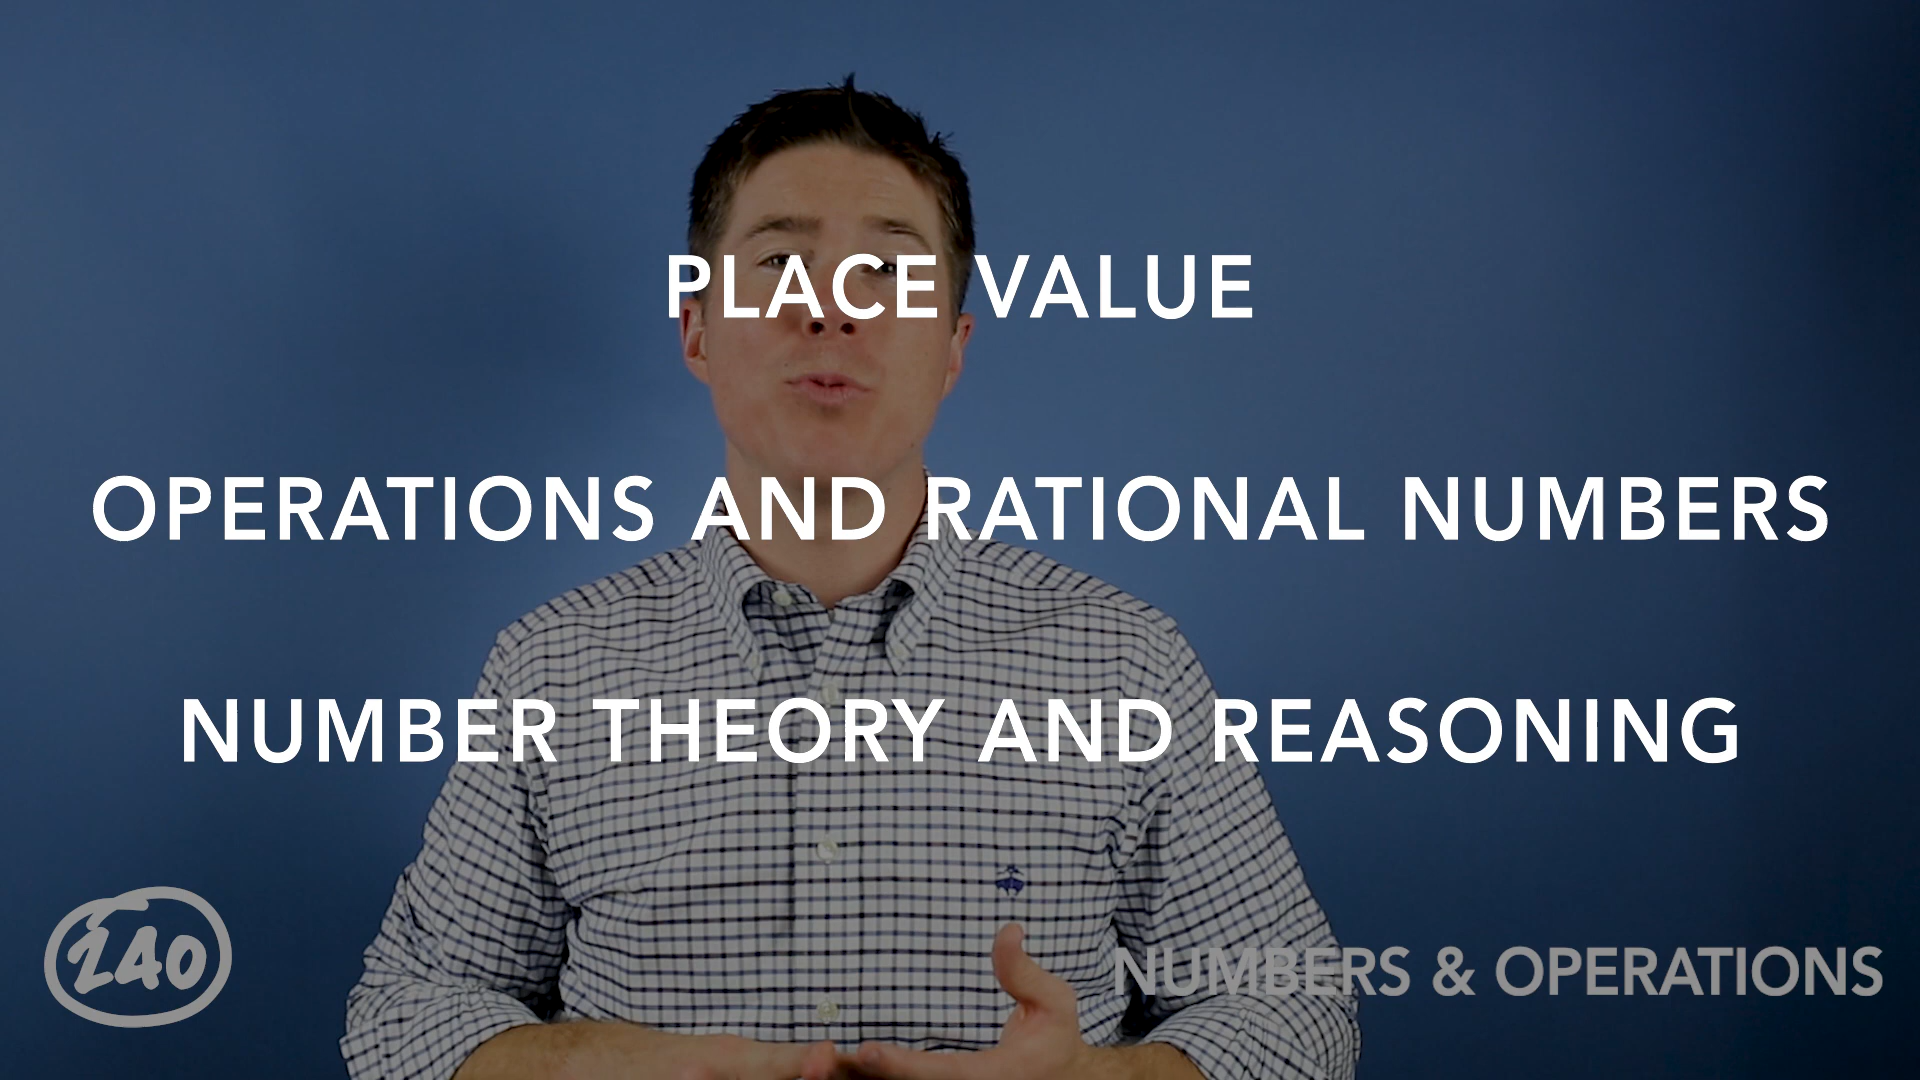 PLACE VALUE
OPERATIONS AND RATIONAL NUMBERS
NUMBER THEORY AND REASONING
240
NUMBERS & OPERATIONS